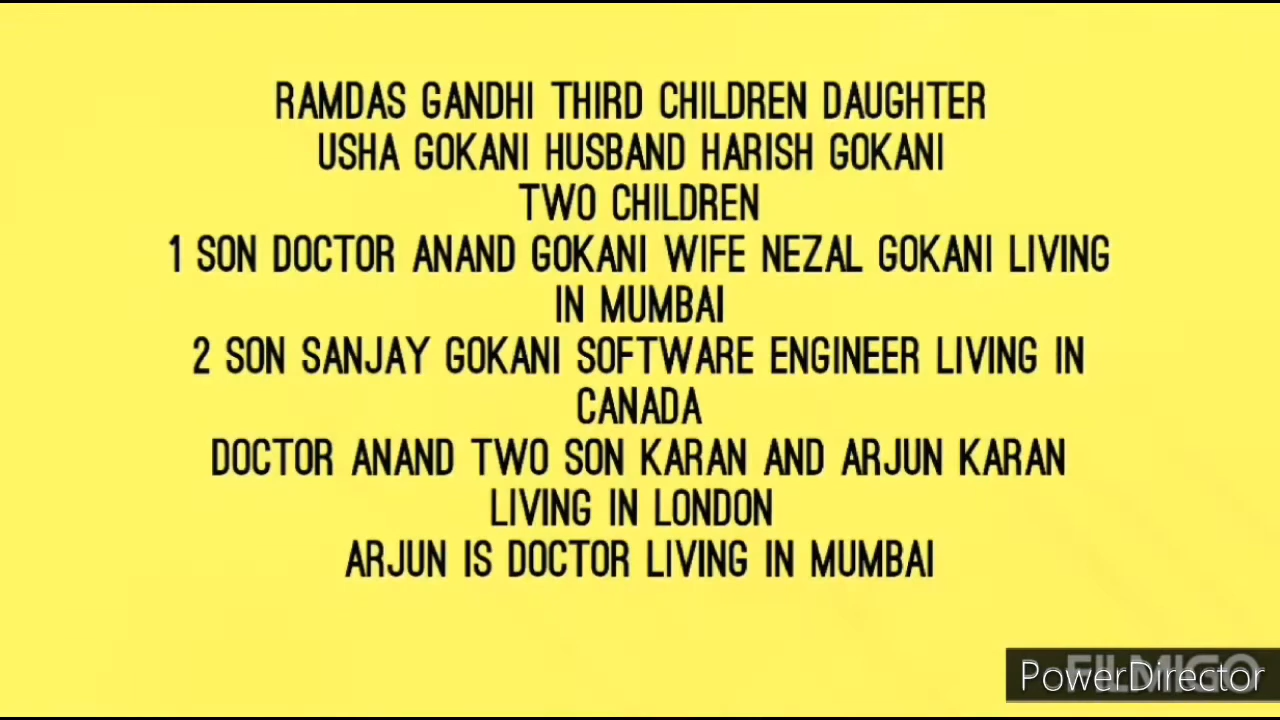 RAMDAS GANDHI THIRD CHILDREN DAUGHTER
USHA GOKANI HUSBAND HARISH GOKANI
TWO CHILDREN
1 SON DOCTOR ANAND GOKANI WIFE NEZAL GOKANI LIVING
IN MUMBAI
2 SON SANJAY GOKANI SOFTWARE ENGINEER LIVING IN
CANADA
DOCTOR ANAND TWO SON KARAN AND ARJUN KARAN
LIVING IN LONDON
ARJUN IS DOCTOR LIVING IN MUMBAI
PowerDirector
FILMIGO